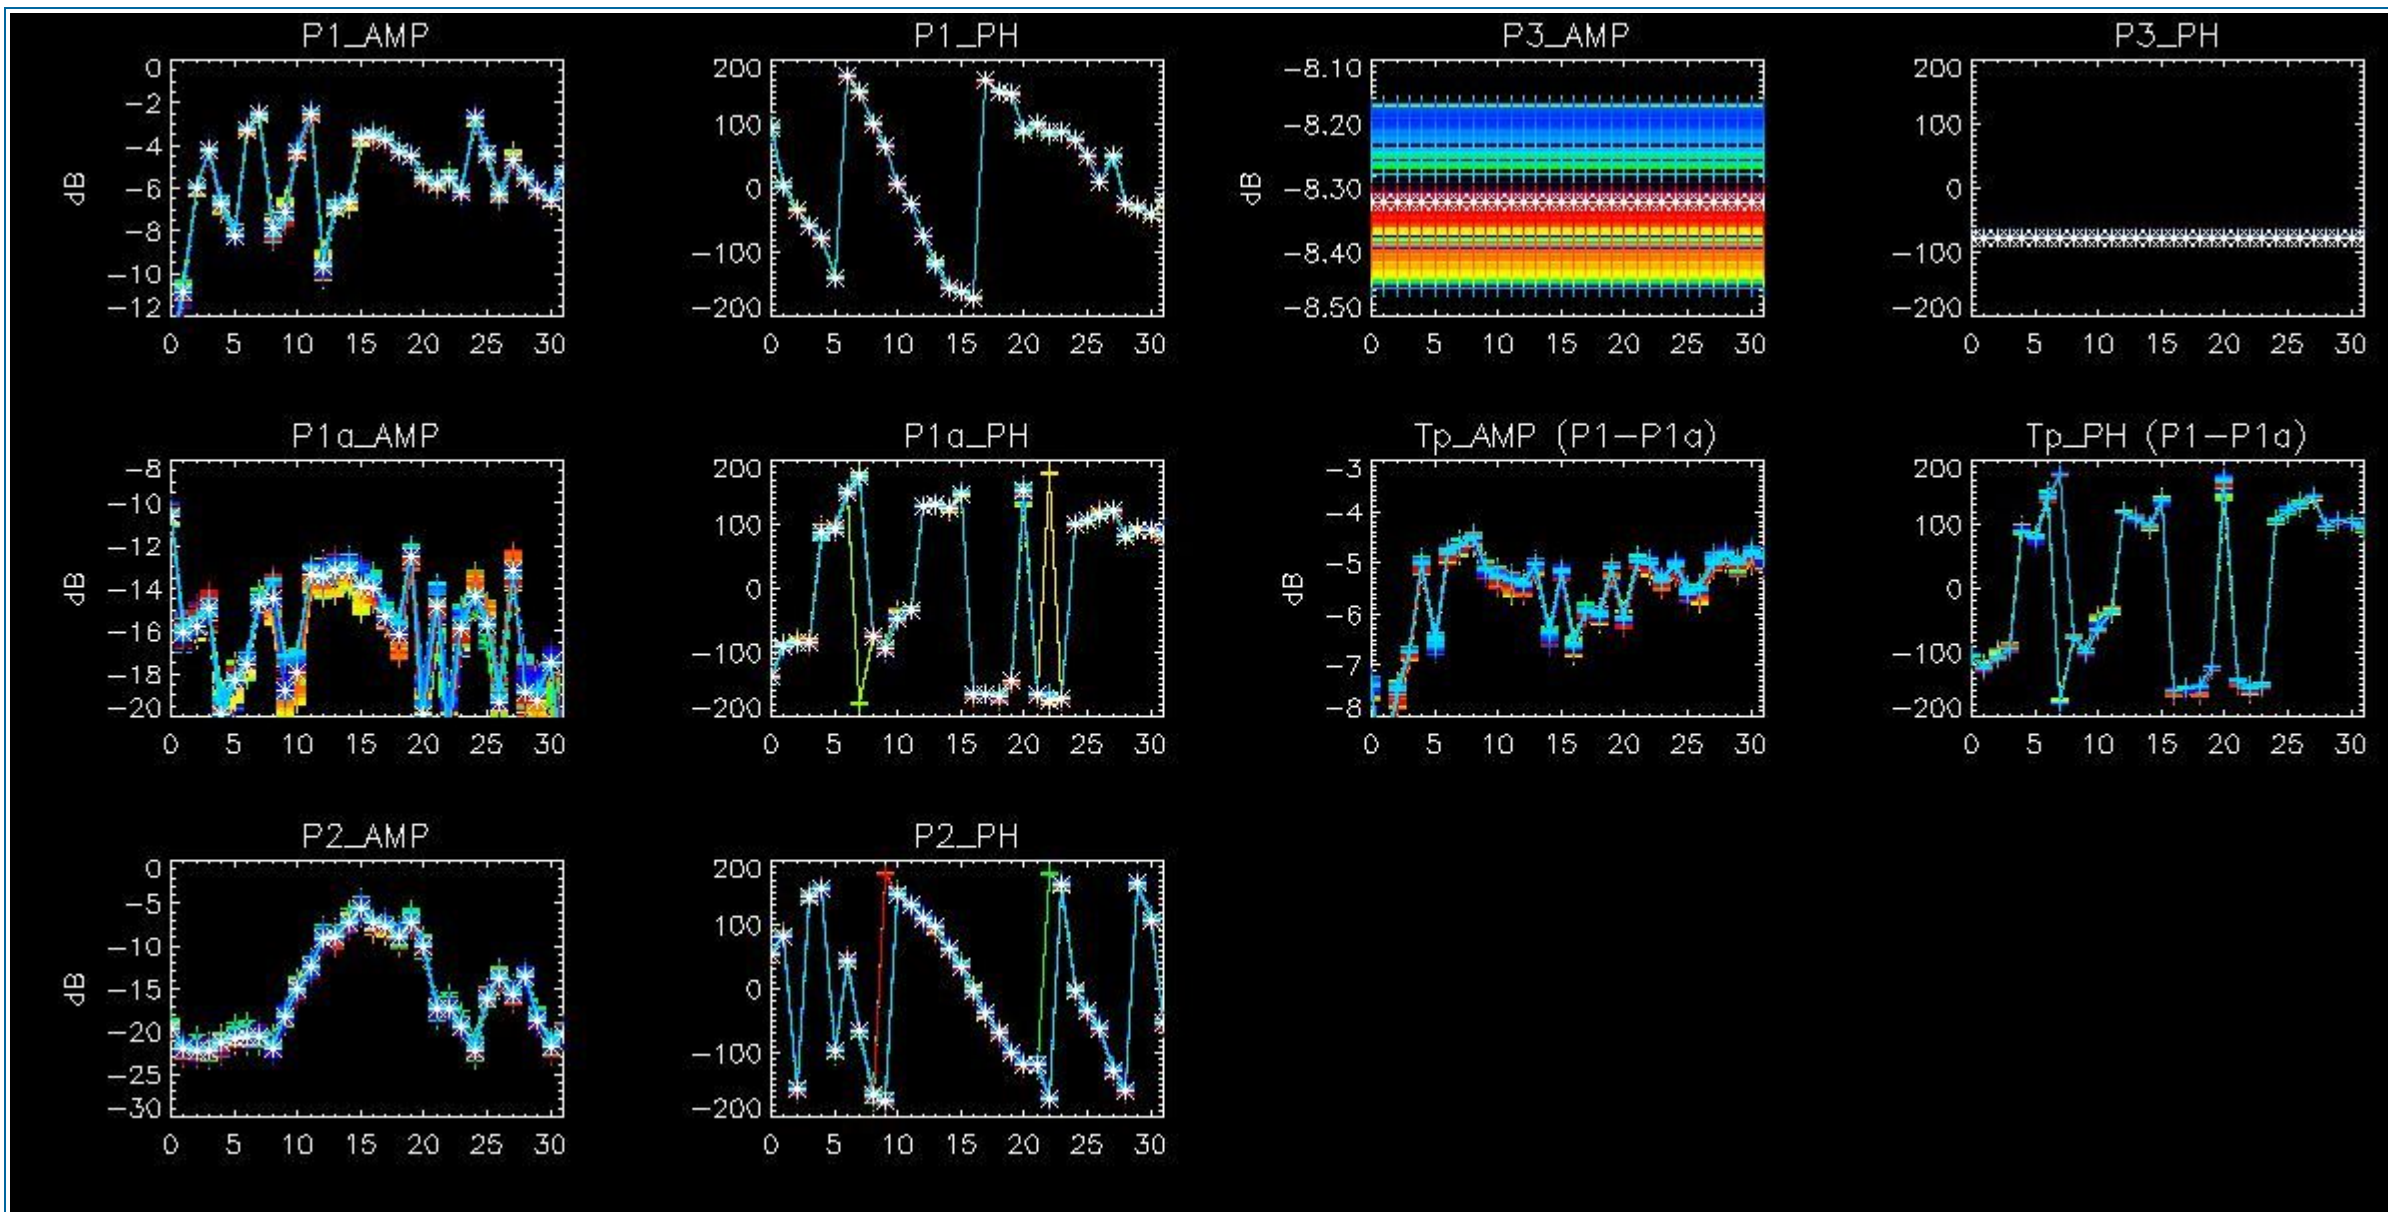 P1_AMP P1_PH P3_AMP P3_PH
0 200 −8.10 200
−2
−4 100 −8.20 100
dB −6 0 dB −8.30 0
−8
−10 −100 −8.40 −100
−12 −200 −8.50 −200
0 5 10 15 20 25 30 0 5 10 15 20 25 30 0 5 10 15 20 25 30 0 5 10 15 20 25 30
P1a_AMP P1a_PH Tp_AMP (P1−P1a) Tp_PH (P1−P1a)
−8 200 −3 200
−10
−12 100 −4 100
dB −14 0 dB −5 0
−16 −6
−18 −100 −7 −100
−20 −200 −8 −200
0 5 10 15 20 25 30 0 5 10 15 20 25 30 0 5 10 15 20 25 30 0 5 10 15 20 25 30
P2_AMP P2_PH
0 200
−5 100
−10
dB −15 0
−20 −100
−25
−30 −200
0 5 10 15 20 25 30 0 5 10 15 20 25 30